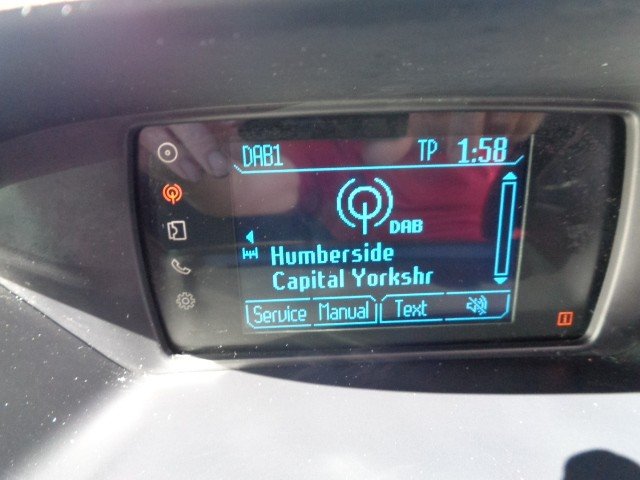 DAB1 TP 1:58
DAB
Humberside
Capital Yorkshr
Service Manual Text